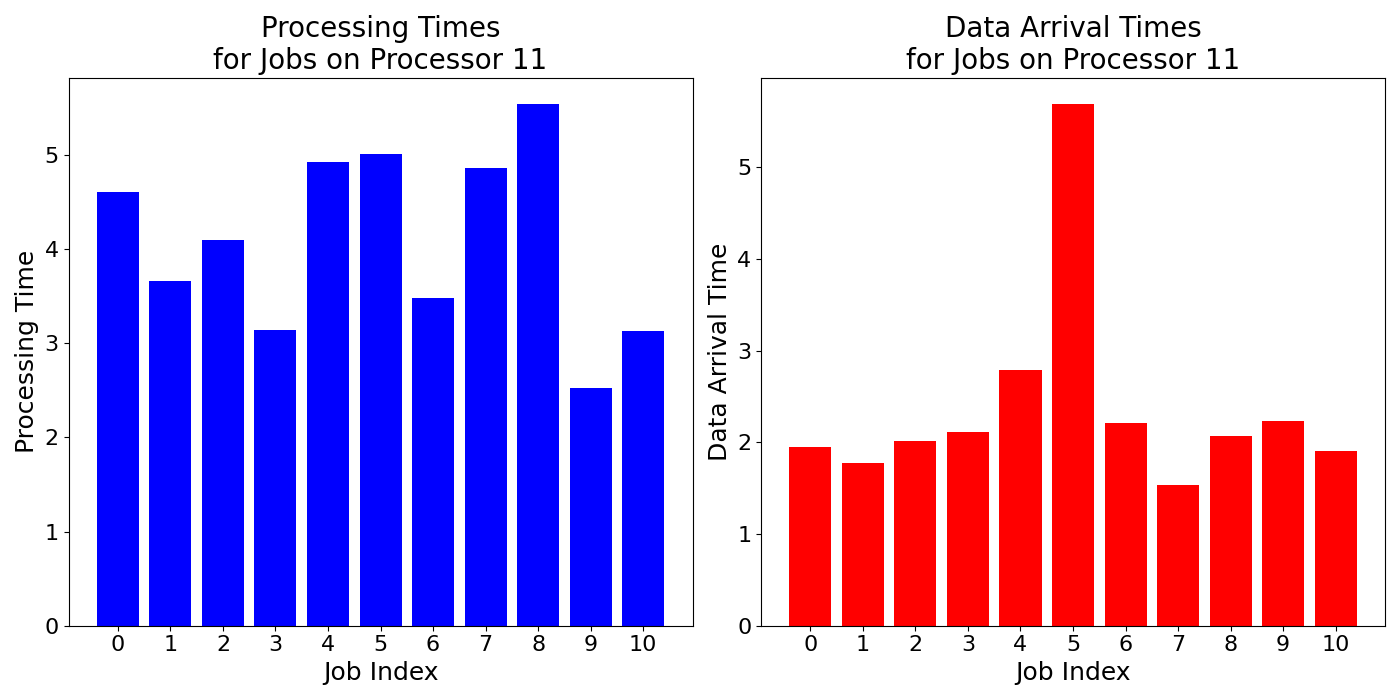 Processing Times
for Jobs on Processor 11
Processing Time
5
4
3
2
1
0
0 1 2 3 4 5 6 7 8 9 10
Job Index
Data Arrival Times
for Jobs on Processor 11
Data Arrival Time
5
4
3
2
1
0
0 1 2 3 4 5 6 7 8 9 10
Job Index